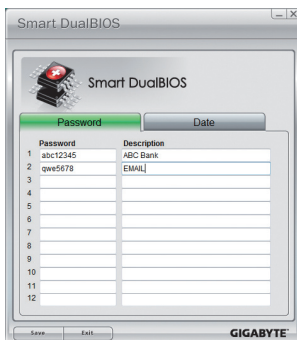 Smart DualBIOS
Smart DualBIOS
Password Date
Password Description
1 abc12345 ABC Bank
2 qwe5678 EMAIL
3
4
5
6
7
8
9
10
11
12
Save Exit GIGABYTE